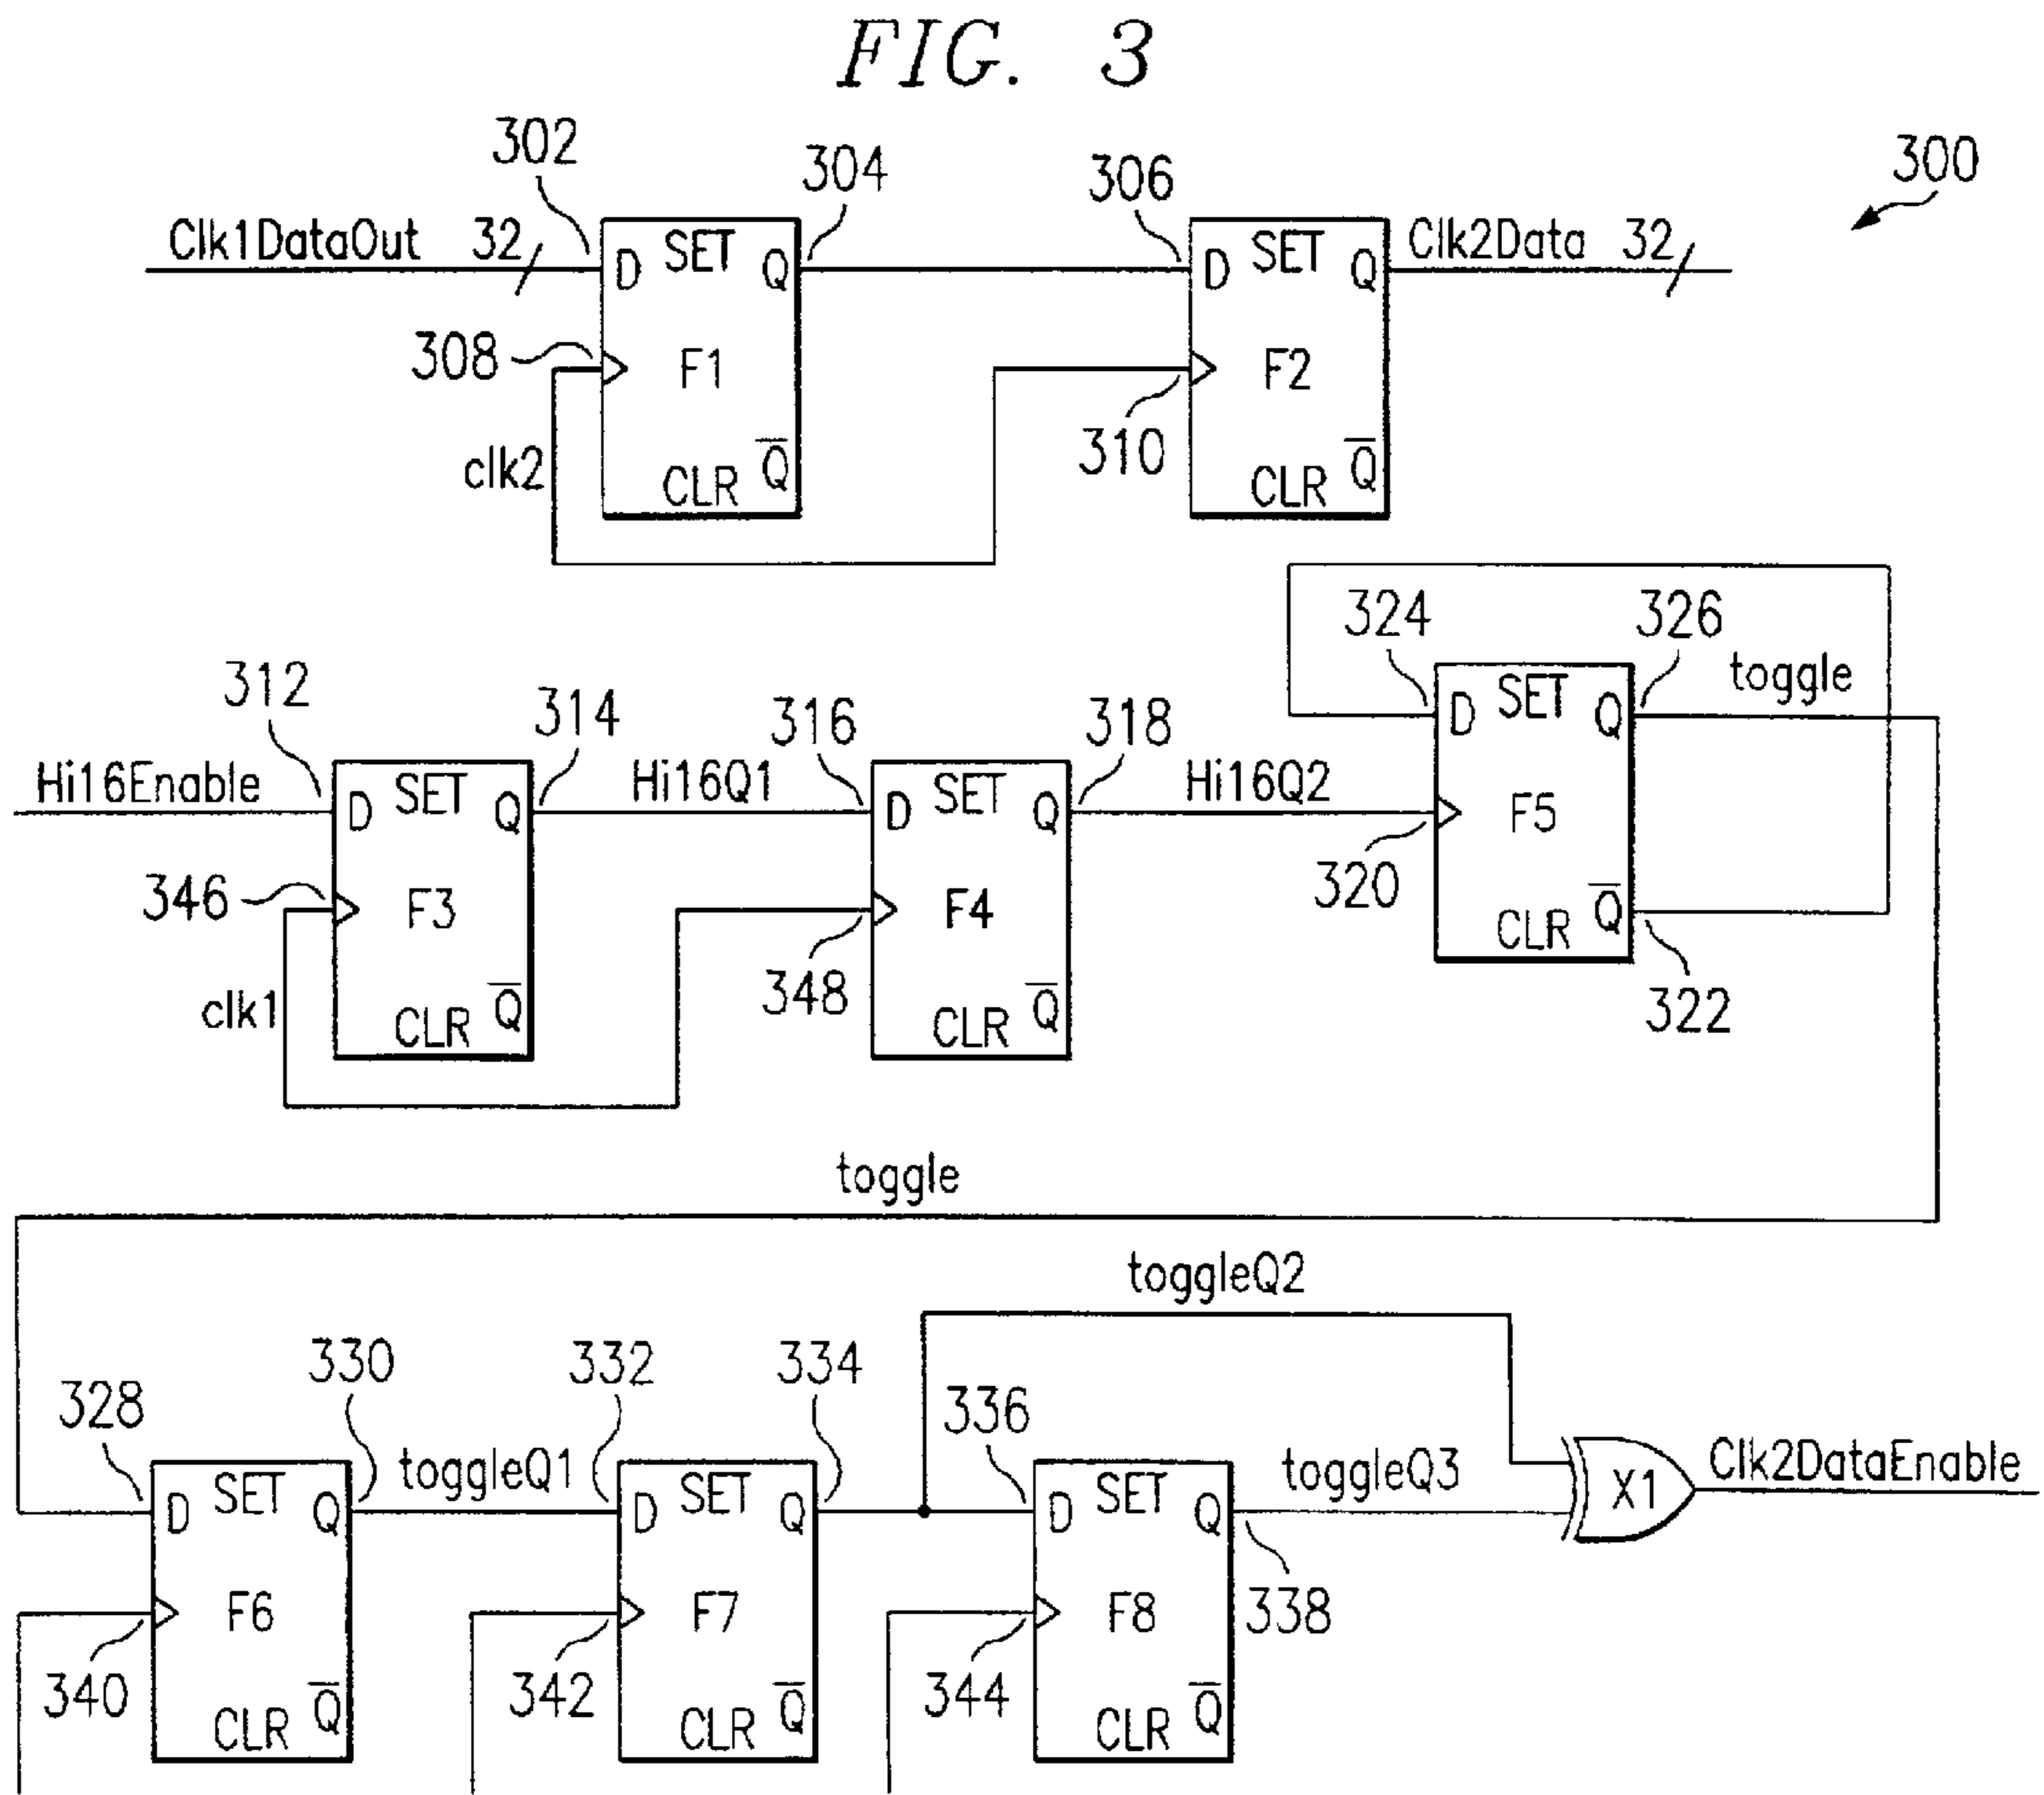 FIG. 3
300
302
304
306
Clk1DataOut 32
D SET Q
D SET Q
Clk2Data 32
308
F1
F2
310
clk2
Q
CLR
Q
CLR
324
326
toggle
312
314
316
318
D SET Q
Hi16Enable
D SET Q
Hi16Q1
D SET Q
Hi16Q2
F5
320
346
F3
F4
348
Q
CLR
322
clk1
Q
CLR
Q
CLR
toggle
toggleQ2
328
330
332
334
336
D SET Q
toggleQ1
D SET Q
D SET Q
toggleQ3
X1
Clk2DataEnable
F6
F7
F8
338
340
342
344
Q
CLR
Q
CLR
Q
CLR